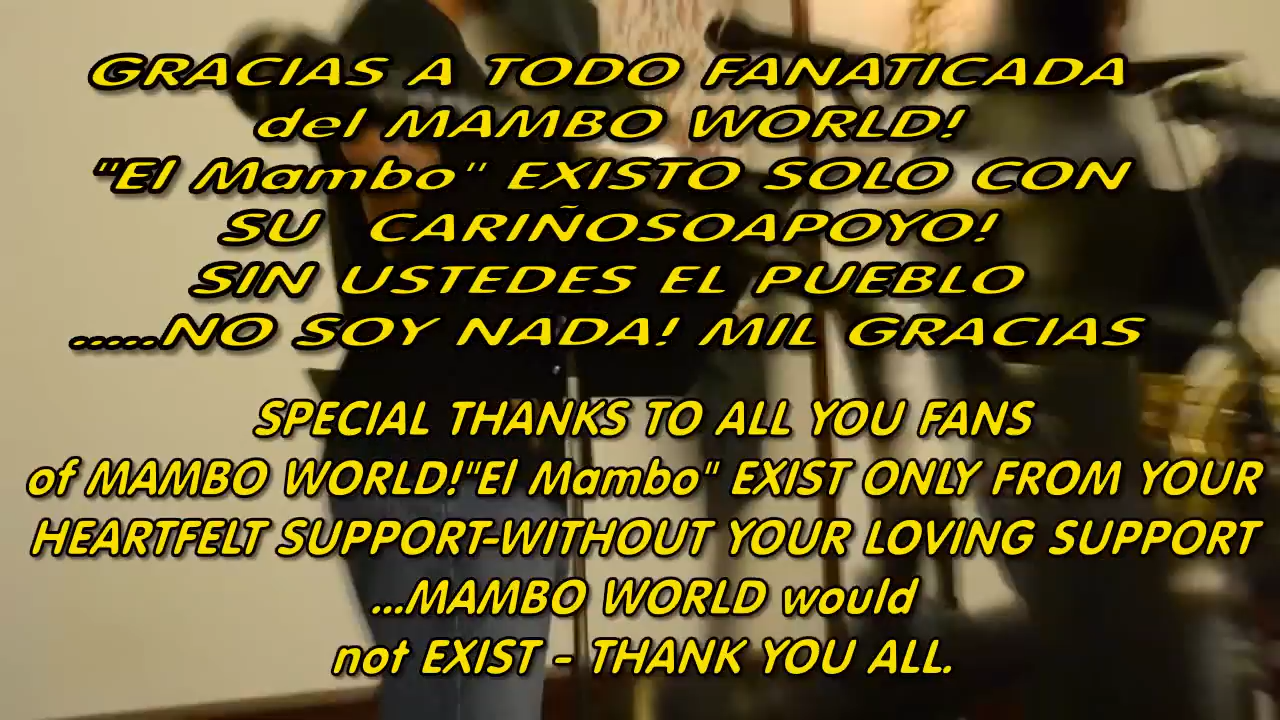 GRACIAS A TODO FANATICADA
del MAMBO WORLD!
"El Mambo" EXISTO SOLO CON
SU CARIÑOSOAPOYO!
SIN USTEDES EL PUEBLO
.....NO SOY NADA! MIL GRACIAS
SPECIAL THANKS TO ALL YOU FANS
of MAMBO WORLD!"El Mambo" EXIST ONLY FROM YOUR
HEARTFELT SUPPORT-WITHOUT YOUR LOVING SUPPORT
...MAMBO WORLD would
not EXIST - THANK YOU ALL.